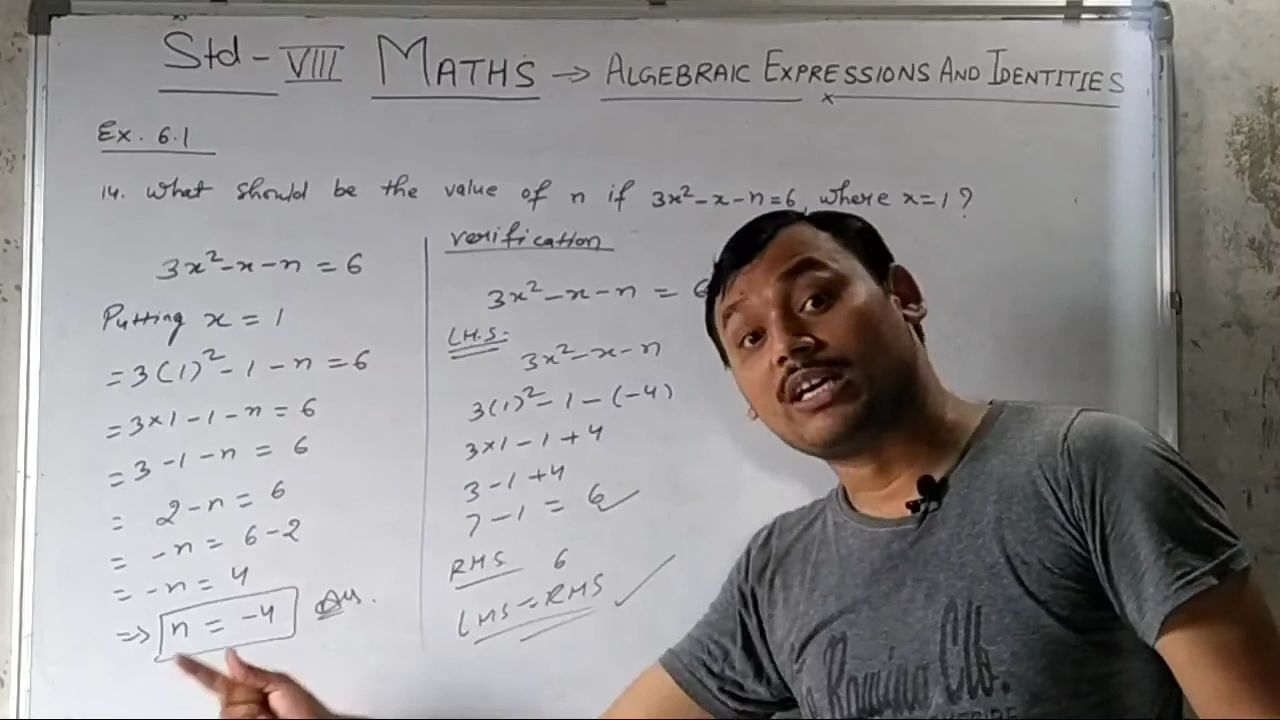 Std - VIII MATHS → ALGEBRAIC EXPRESSIONS AND IDENTITIES
Ex. 6.1
14. What should be the value of n if 3x²-x-n=6, where x=1?
3x²-x-n = 6
Putting x = 1
=3(1)²-1-n = 6
=3×1-1-n = 6
=3-1-n = 6
= 2-n = 6
= -n = 6-2
= -n = 4
⇒ n = -4 Ans.
verification
3x²-x-n = 6
L.H.S:-
3x²-x-n
3(1)²-1-(-4)
3×1-1+4
3-1+4
7-1 = 6 ✓
RHS 6
LHS = RHS ✓
Romino Clb.